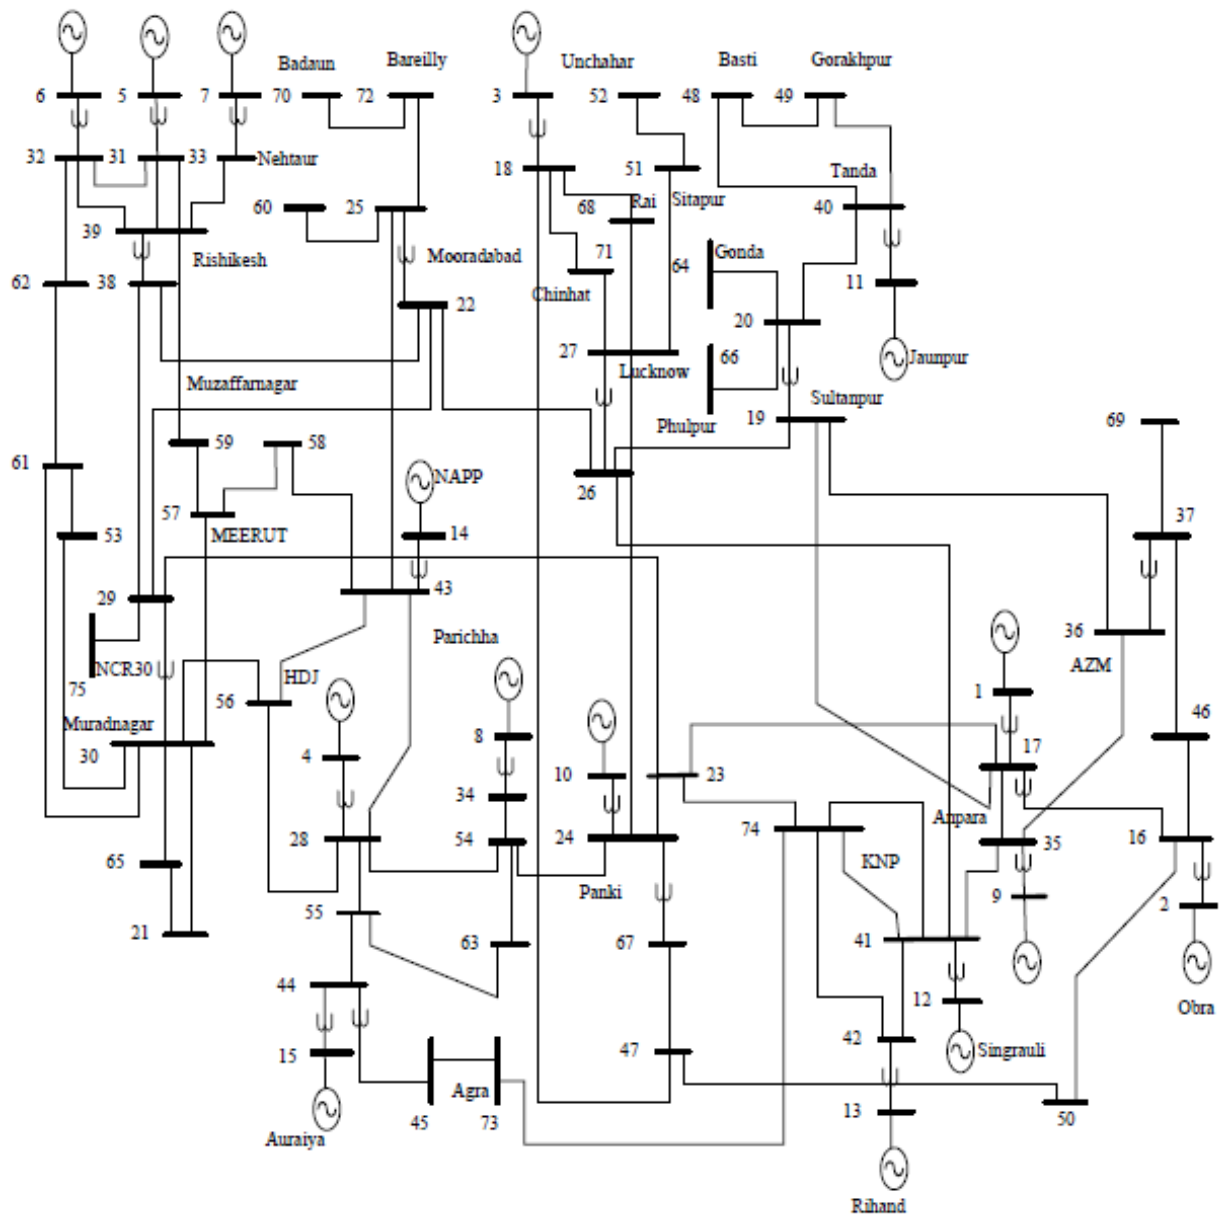 Badaun Bareilly Unchahar Basti Gorakhpur
6 5 7 70 72 3 52 48 49
32 31 33 Nehtaur 18 51
Tanda
60 25 68 Rai Sitapur 40
39
Rishikesh Mooradabad 71 64 Gonda
62 38 22 Chinhat 11
20
27 Lucknow 66 Jaunpur
Muzaffarnagar Sultanpur
Phulpur 19 69
59 58
61 NAPP 26
57 MEERUT 14 37
53
29 43
Parichha 36
NCR30 HDJ AZM
75 56 1
Muradnagar 46
30 4 8 10 23 17
34 Anpara
28 54 24 74 35 16
65 KNP
Panki 9 2
55
21 63 67 41
44 12
Obra
15 47 42 Singrauli
Agra
Auraiya 45 73 13 50
Rihand